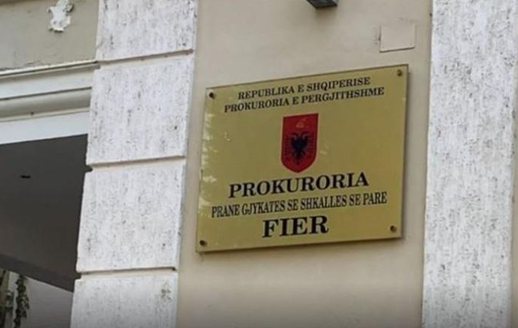 REPUBLIKA E SHQIPERISE
PROKURORIA E PERGJITHSHME
PROKURORIA
PRANE GJYKATES SE SHKALLES SE PARE
FIER